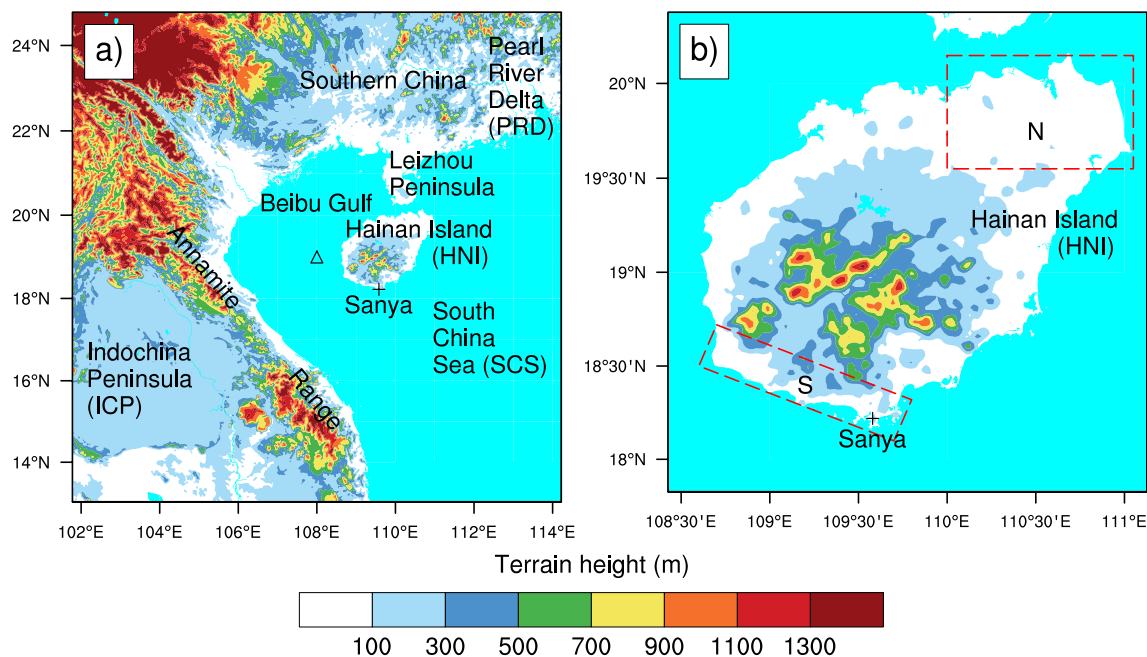 a)
24°N
22°N
20°N
18°N
16°N
14°N
102°E
104°E
106°E
108°E
110°E
112°E
114°E
Southern China
Pearl
River
Delta
(PRD)
Leizhou
Peninsula
Beibu Gulf
Hainan Island
(HNI)
Annamite
Range
Sanya
South
China
Sea (SCS)
Indochina
Peninsula
(ICP)
b)
20°N
19°30'N
19°N
18°30'N
18°N
108°30'E
109°E
109°30'E
110°E
110°30'E
111°E
N
Hainan Island
(HNI)
S
Sanya
Terrain height (m)
100
300
500
700
900
1100
1300